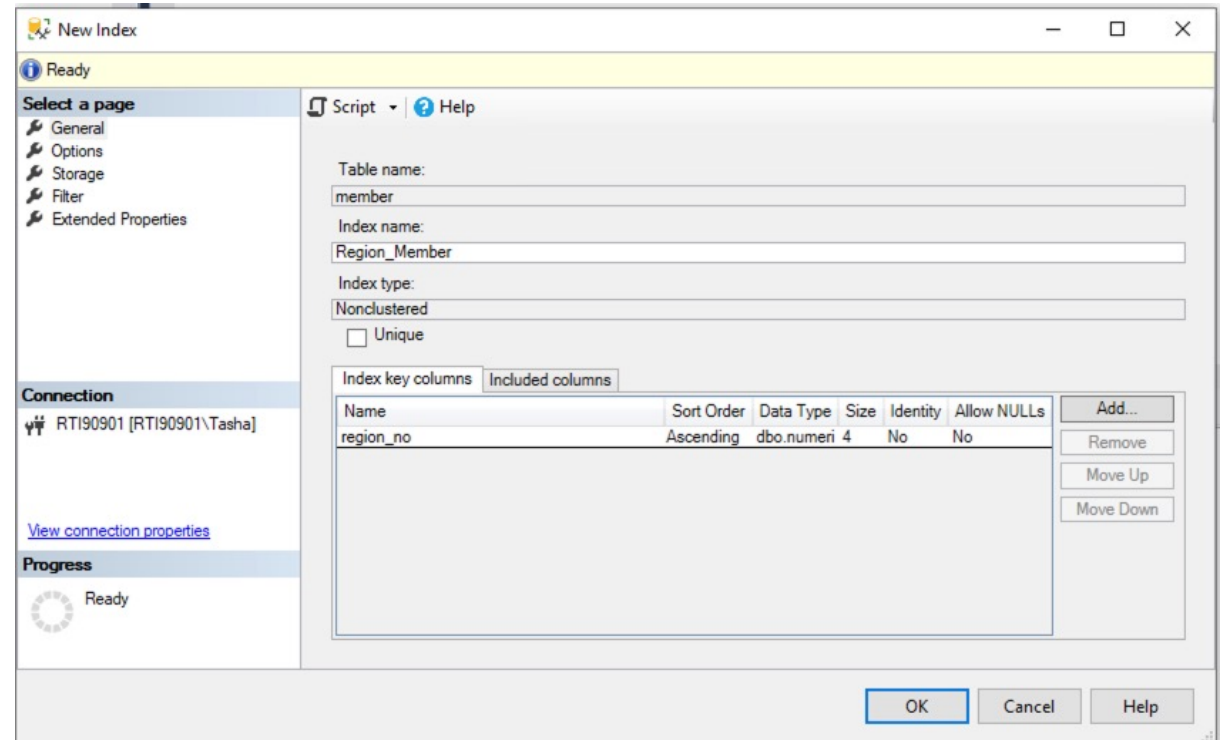 New Index
Ready
Select a page
General
Options
Storage
Filter
Extended Properties
Script Help
Table name:
member
Index name:
Region_Member
Index type:
Nonclustered
Unique
Index key columns Included columns
Name Sort Order Data Type Size Identity Allow NULLs
region_no Ascending dbo.numeri 4 No No
Add...
Remove
Move Up
Move Down
Connection
RTI90901 [RTI90901\Tasha]
View connection properties
Progress
Ready
OK Cancel Help